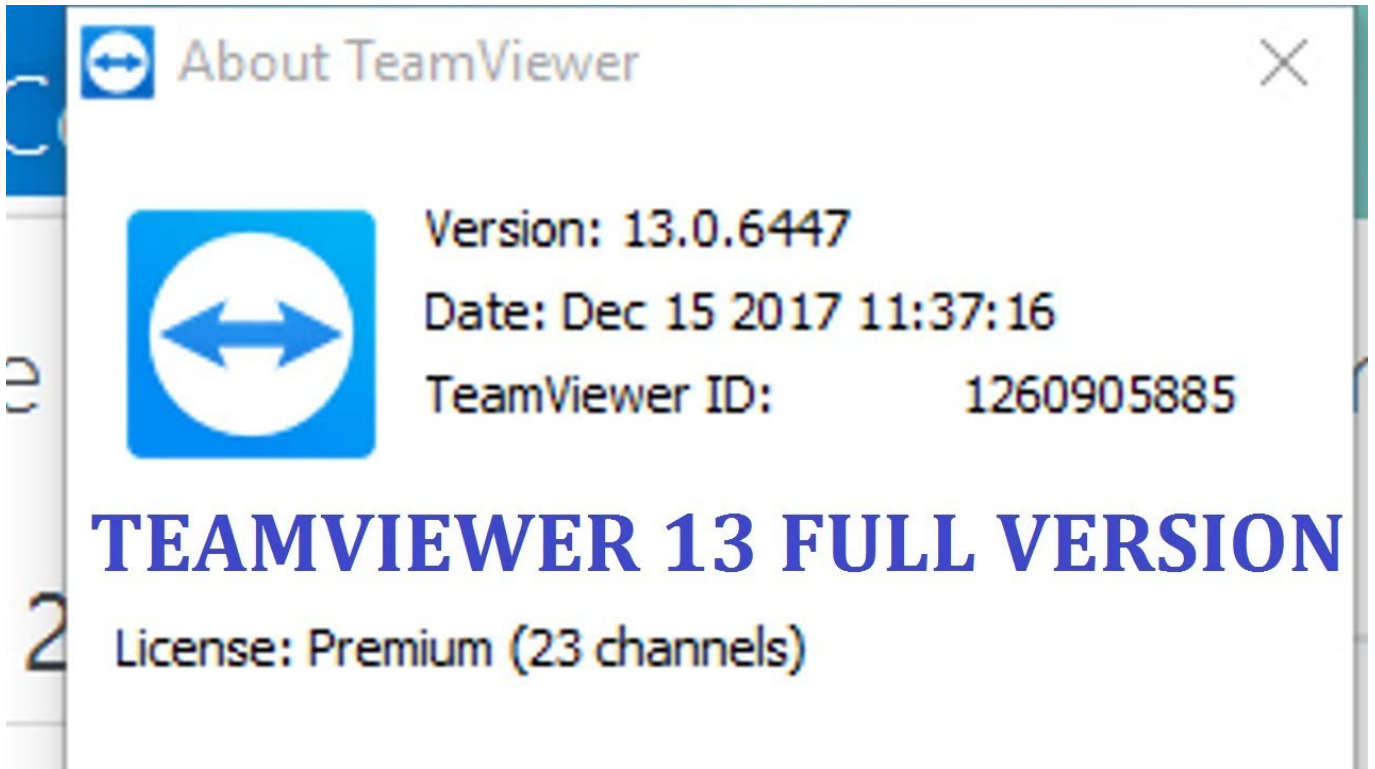 About TeamViewer
Version: 13.0.6447
Date: Dec 15 2017 11:37:16
TeamViewer ID: 1260905885
TEAMVIEWER 13 FULL VERSION
2
License: Premium (23 channels)